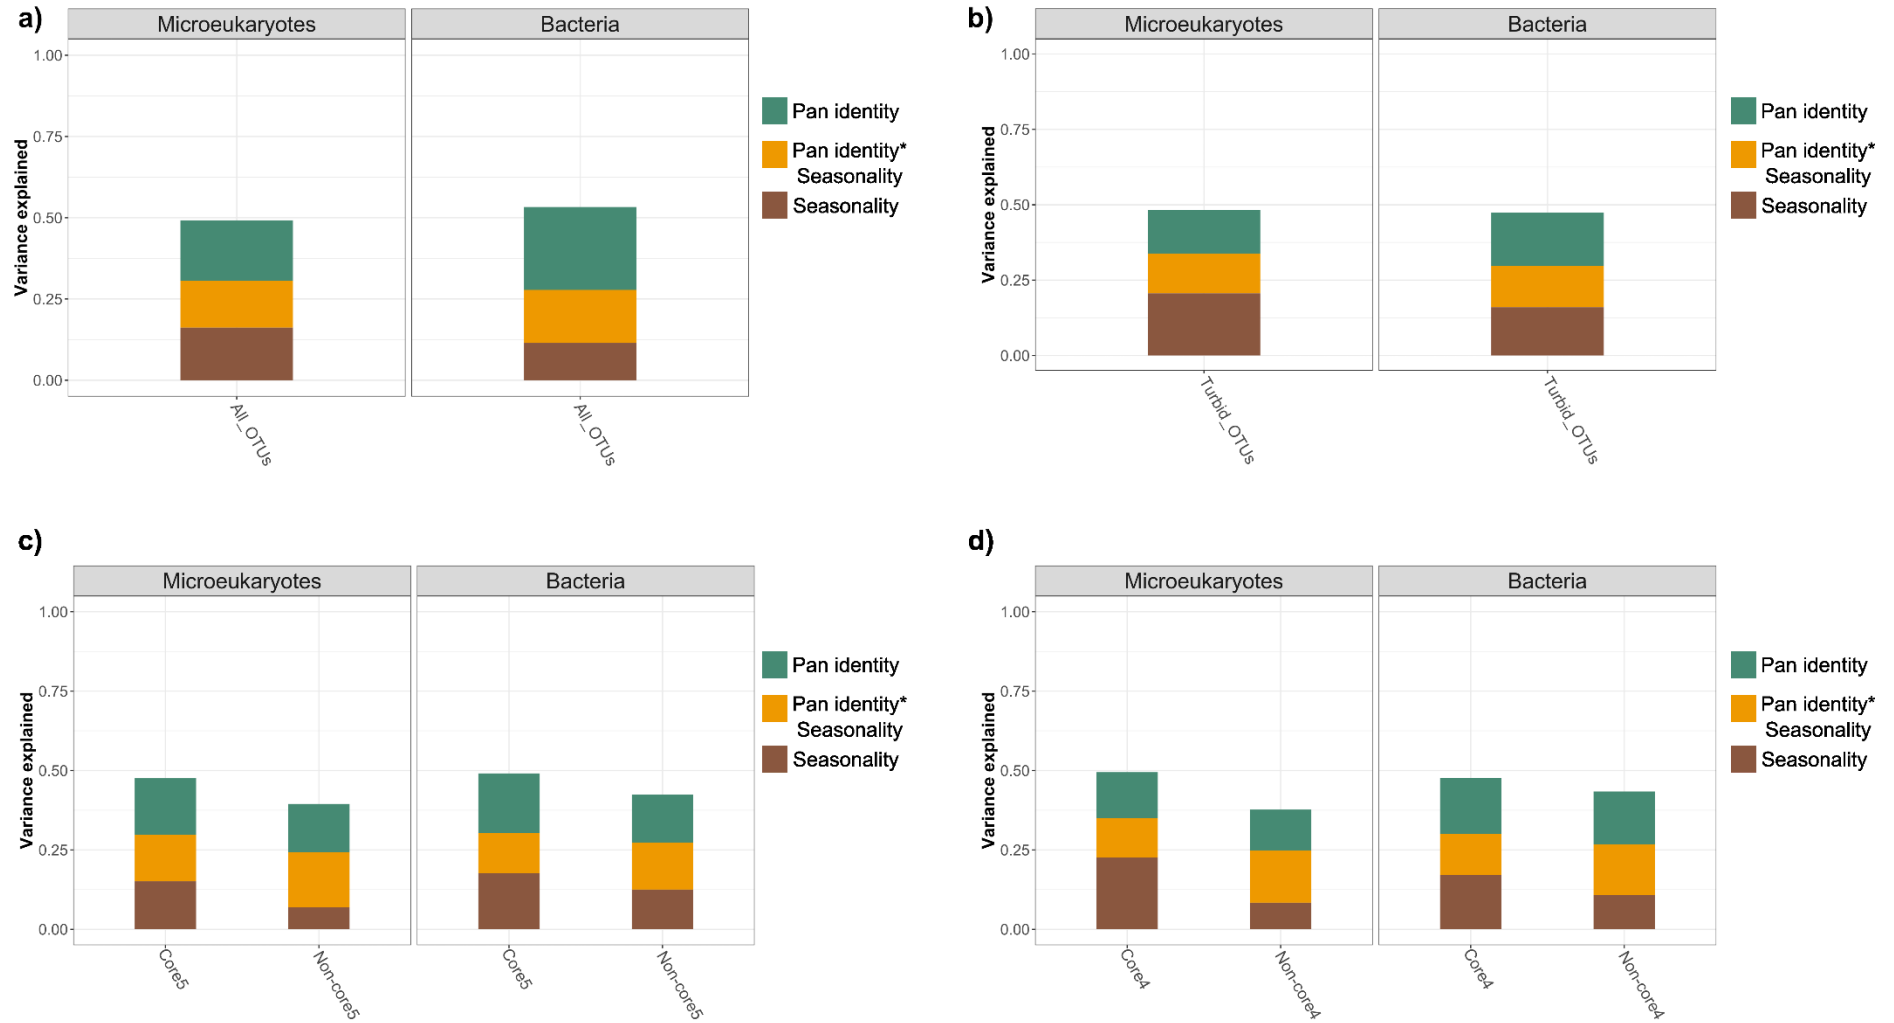 a)
Microeukaryotes
Bacteria
1.00
0.75
0.50
0.25
0.00
Variance explained
All_OTUs
All_OTUs
Pan identity
Pan identity*
Seasonality
Seasonality
b)
Microeukaryotes
Bacteria
1.00
0.75
0.50
0.25
0.00
Variance explained
Turbid_OTUs
Turbid_OTUs
Pan identity
Pan identity*
Seasonality
Seasonality
c)
Microeukaryotes
Bacteria
1.00
0.75
0.50
0.25
0.00
Variance explained
Core5
Non-core5
Core5
Non-core5
Pan identity
Pan identity*
Seasonality
Seasonality
d)
Microeukaryotes
Bacteria
1.00
0.75
0.50
0.25
0.00
Variance explained
Core4
Non-core4
Core4
Non-core4
Pan identity
Pan identity*
Seasonality
Seasonality